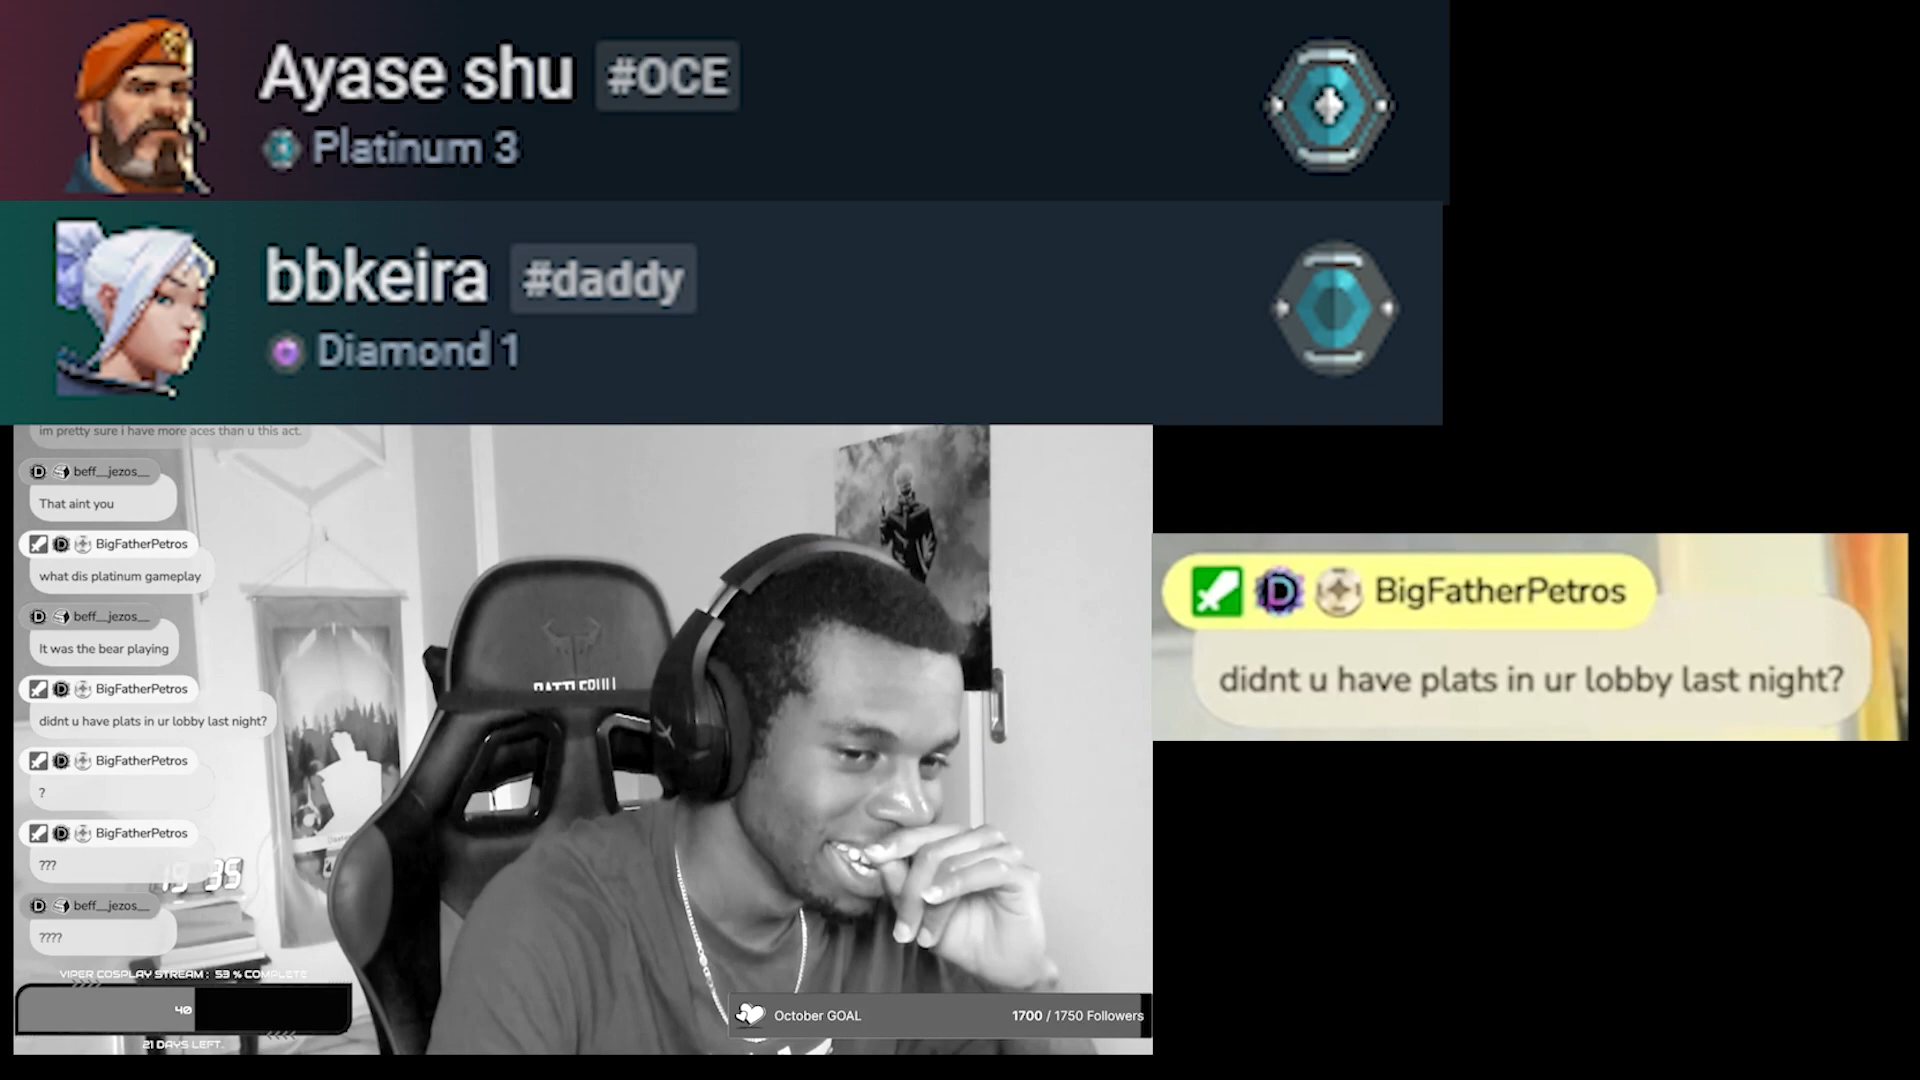 Ayase shu #OCE
Platinum 3
bbkeira #daddy
Diamond 1
im pretty sure i have more aces than u this act.
beff__jezos__
That aint you
BigFatherPetros
what dis platinum gameplay
beff__jezos__
It was the bear playing
BigFatherPetros
didnt u have plats in ur lobby last night?
BigFatherPetros
?
BigFatherPetros
???
beff__jezos__
????
VIPER COSPLAY STREAM : 53 % COMPLETE
40
21 DAYS LEFT.
19 35
October GOAL 1700 / 1750 Followers
BigFatherPetros
didnt u have plats in ur lobby last night?